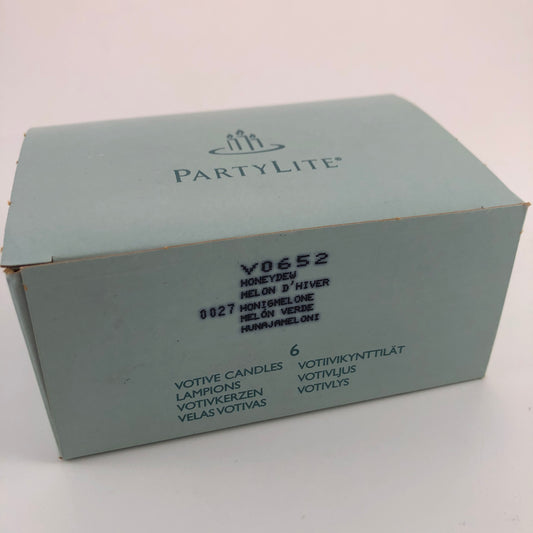 PARTYLITE®
V0652
HONEYDEW
MELON D'HIVER
0027 HONIGMELONE
MELÓN VERDE
HUNAJAMELONI
6
VOTIVE CANDLES VOTIIVIKYNTTILÄT
LAMPIONS VOTIVLJUS
VOTIVKERZEN VOTIVLYS
VELAS VOTIVAS